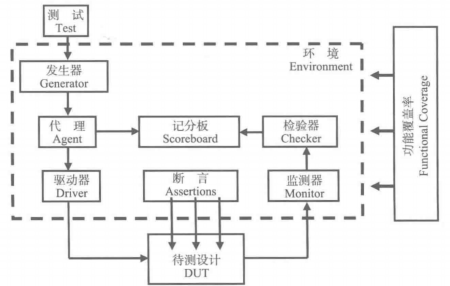 测 试
Test
环 境
Environment
发生器
Generator
代 理
Agent
记分板
Scoreboard
检验器
Checker
驱动器
Driver
断 言
Assertions
监测器
Monitor
待测设计
DUT
功能覆盖率
Functional Coverage